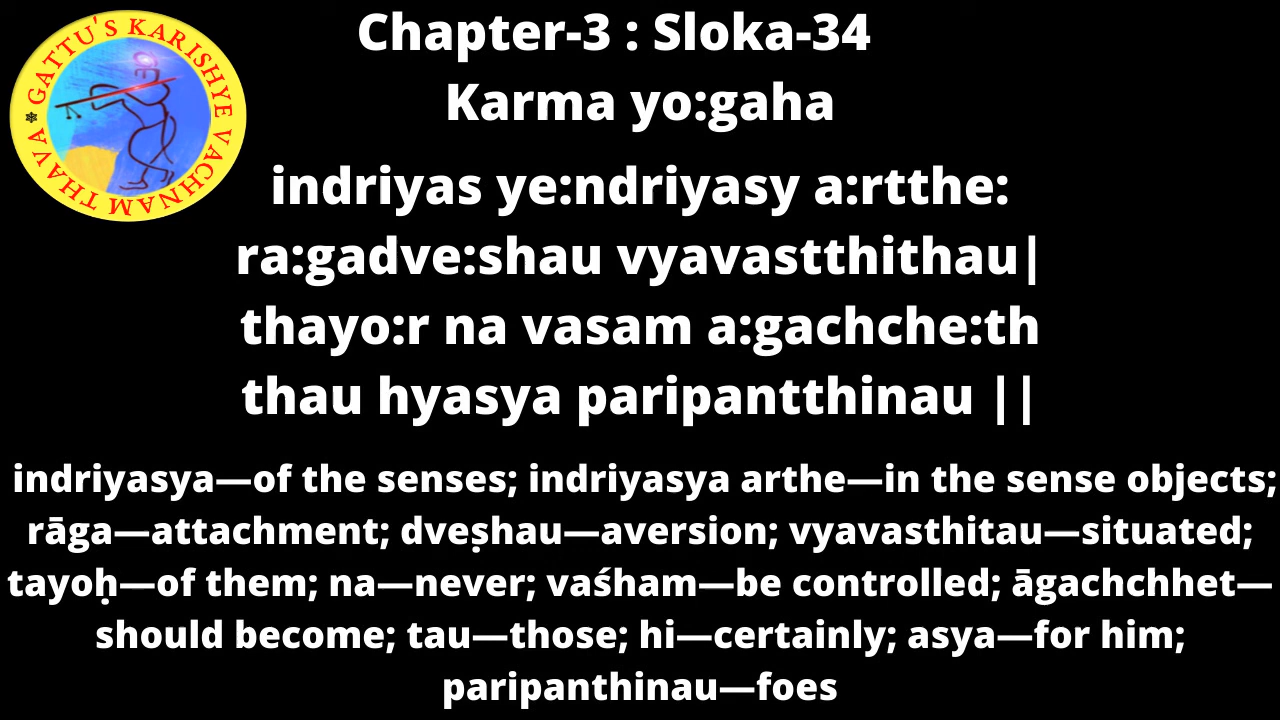 GATTU'S KARISHYE VACHNAM THAVA
Chapter-3 : Sloka-34
Karma yo:gaha
indriyas ye:ndriyasy a:rtthe:
ra:gadve:shau vyavastthithau|
thayo:r na vasam a:gachche:th
thau hyasya paripantthinau ||
indriyasya—of the senses; indriyasya arthe—in the sense objects;
rāga—attachment; dveṣhau—aversion; vyavasthitau—situated;
tayoḥ—of them; na—never; vaśham—be controlled; āgachchhet—
should become; tau—those; hi—certainly; asya—for him;
paripanthinau—foes